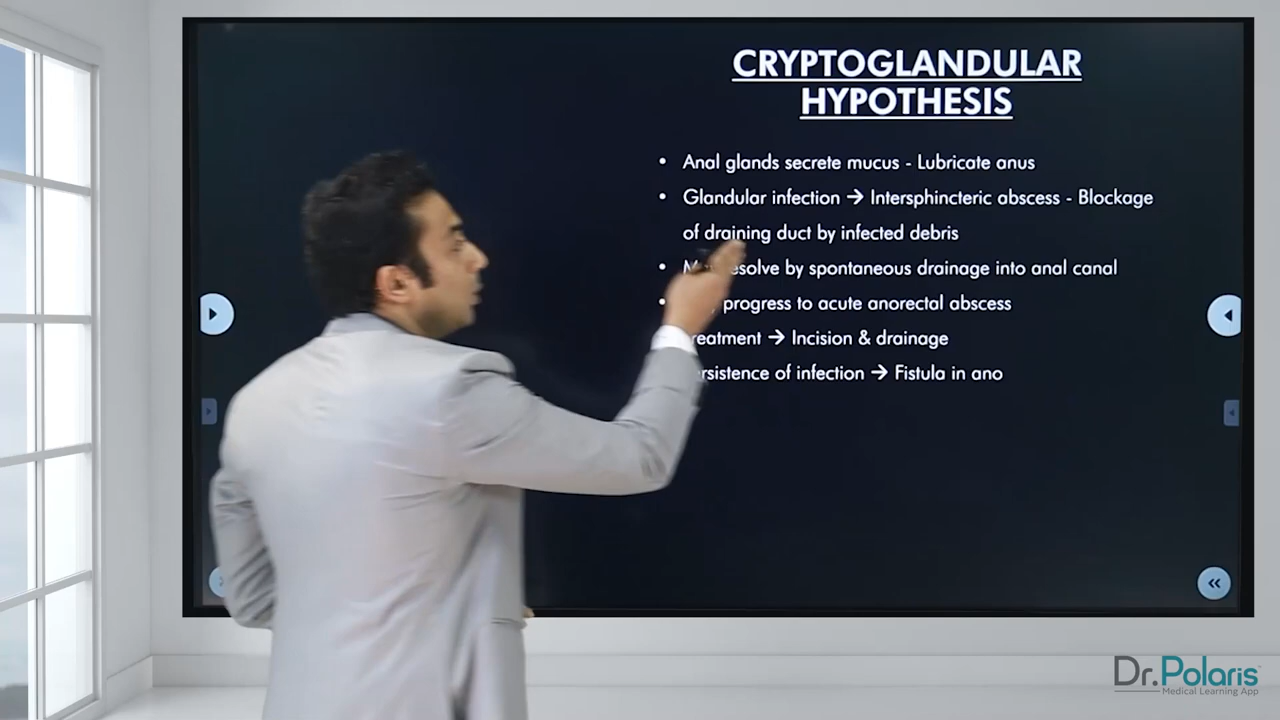 CRYPTOGLANDULAR
HYPOTHESIS
• Anal glands secrete mucus - Lubricate anus
• Glandular infection → Intersphincteric abscess - Blockage
of draining duct by infected debris
• resolve by spontaneous drainage into anal canal
• progress to acute anorectal abscess
reatment → Incision & drainage
rsistence of infection → Fistula in ano
Dr.Polaris
Medical Learning App